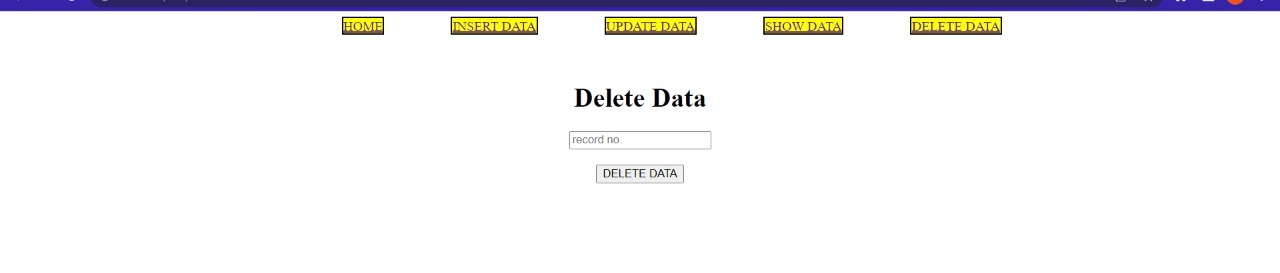 HOME INSERT DATA UPDATE DATA SHOW DATA DELETE DATA
Delete Data
record no.
DELETE DATA